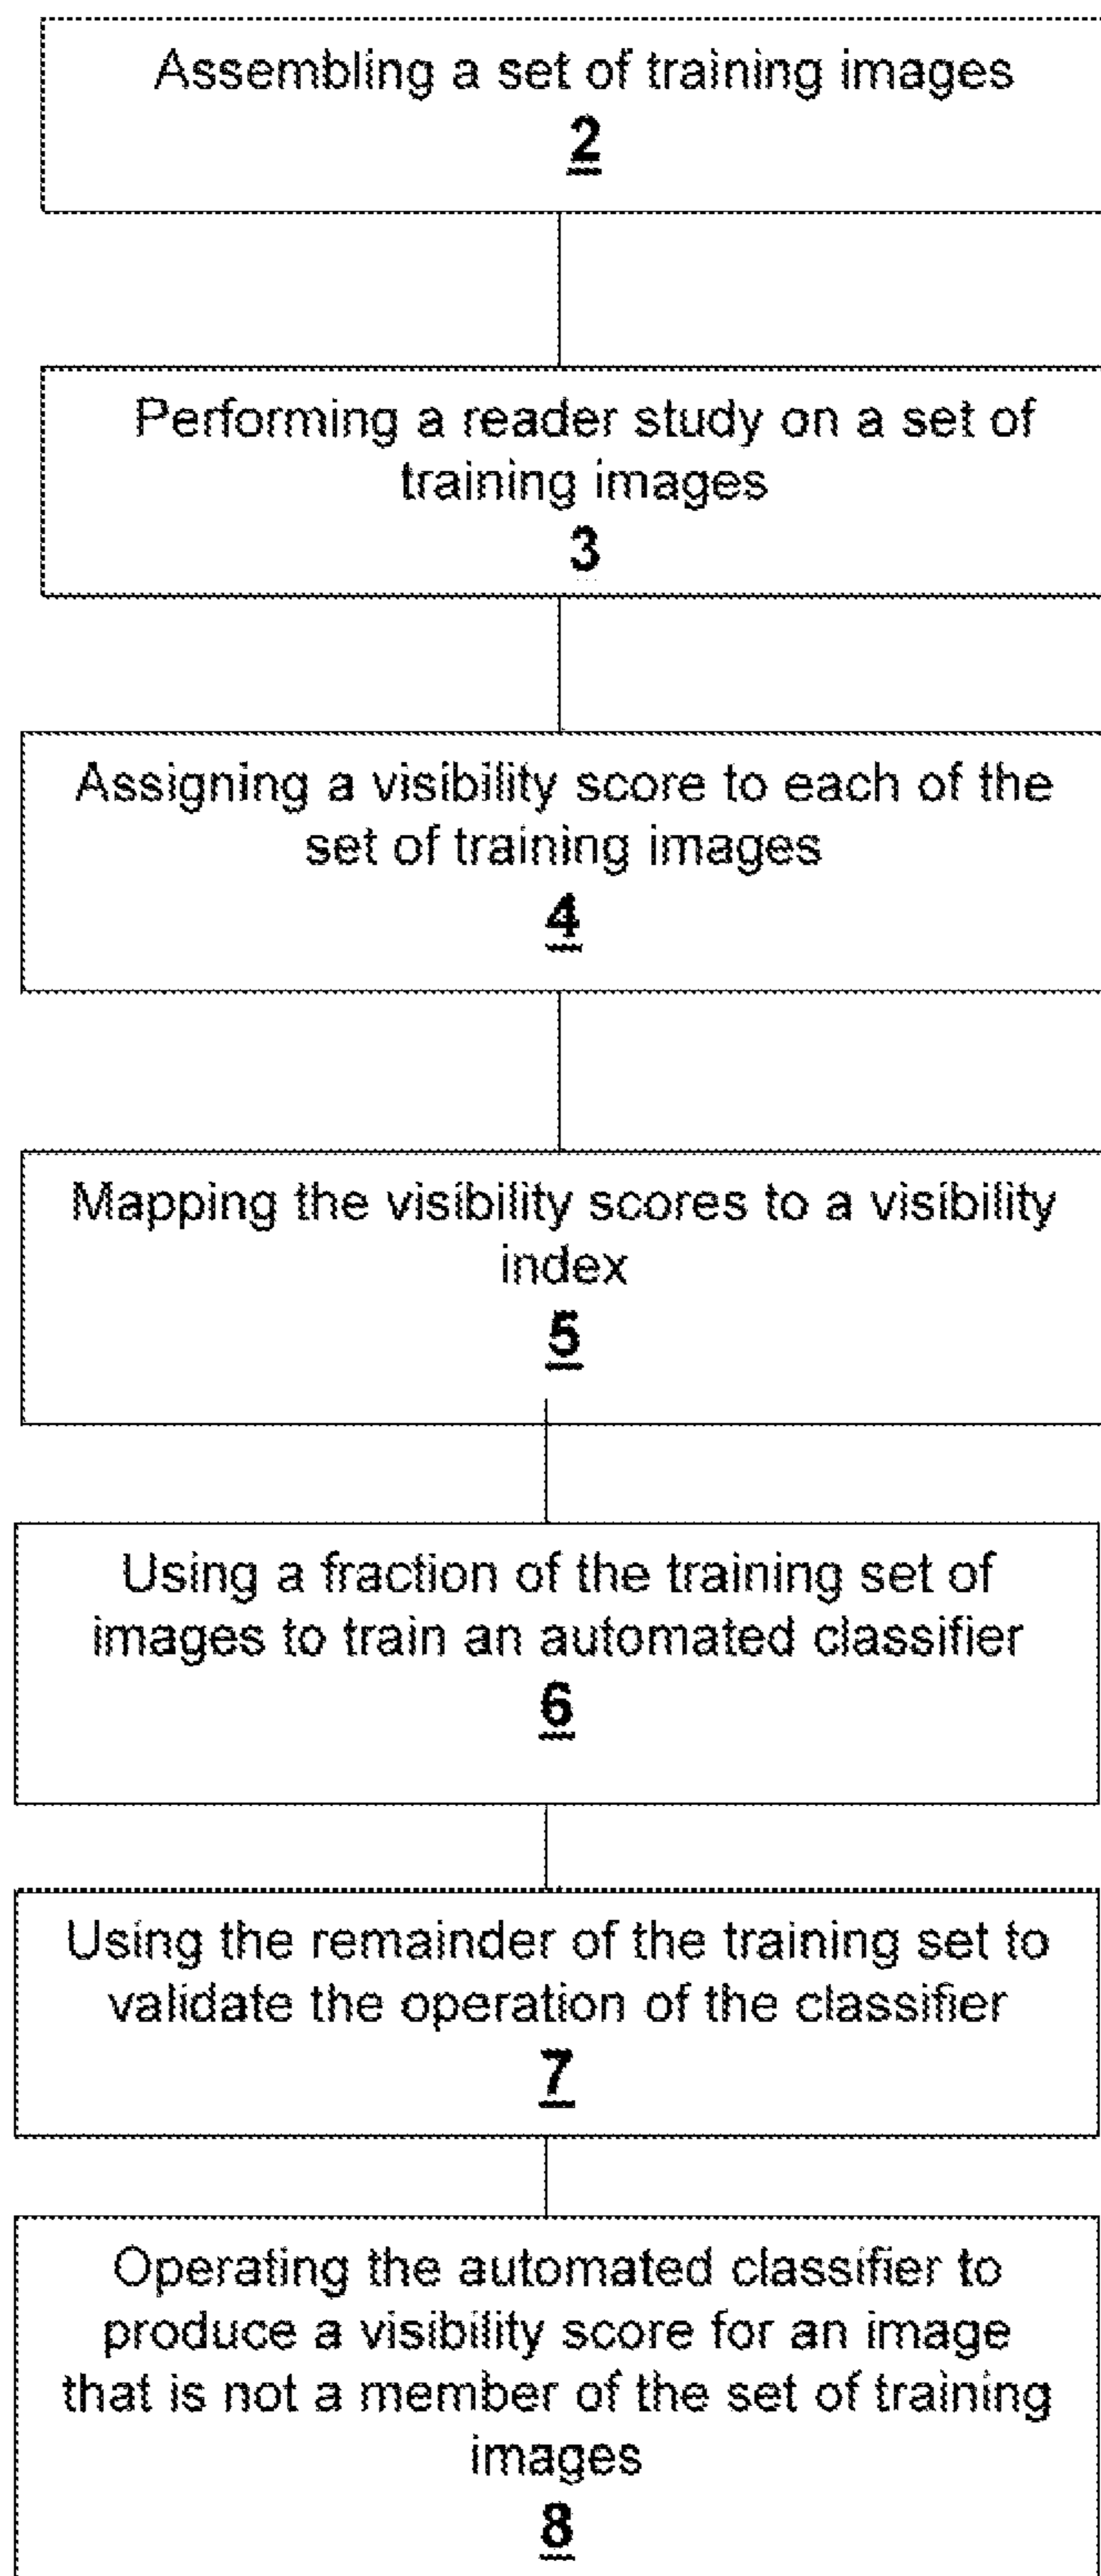 Assembling a set of training images
2
Performing a reader study on a set of
training images
3
Assigning a visibility score to each of the
set of training images
4
Mapping the visibility scores to a visibility
index
5
Using a fraction of the training set of
images to train an automated classifier
6
Using the remainder of the training set to
validate the operation of the classifier
7
Operating the automated classifier to
produce a visibility score for an image
that is not a member of the set of training
images
8